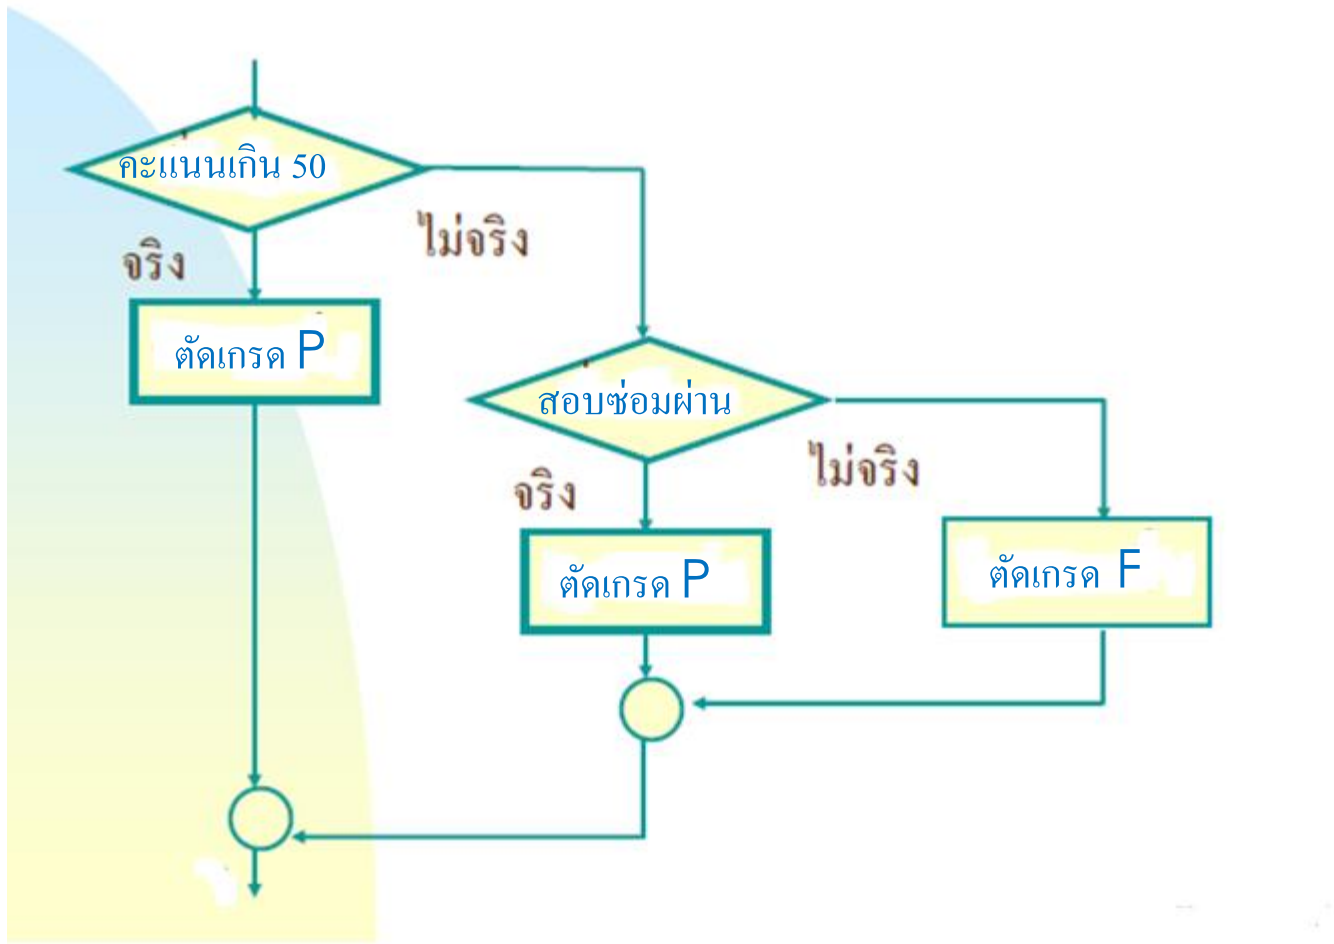 คะแนนเกิน 50
ไม่จริง
จริง
ตัดเกรด P
สอบซ่อมผ่าน
ไม่จริง
จริง
ตัดเกรด P
ตัดเกรด F